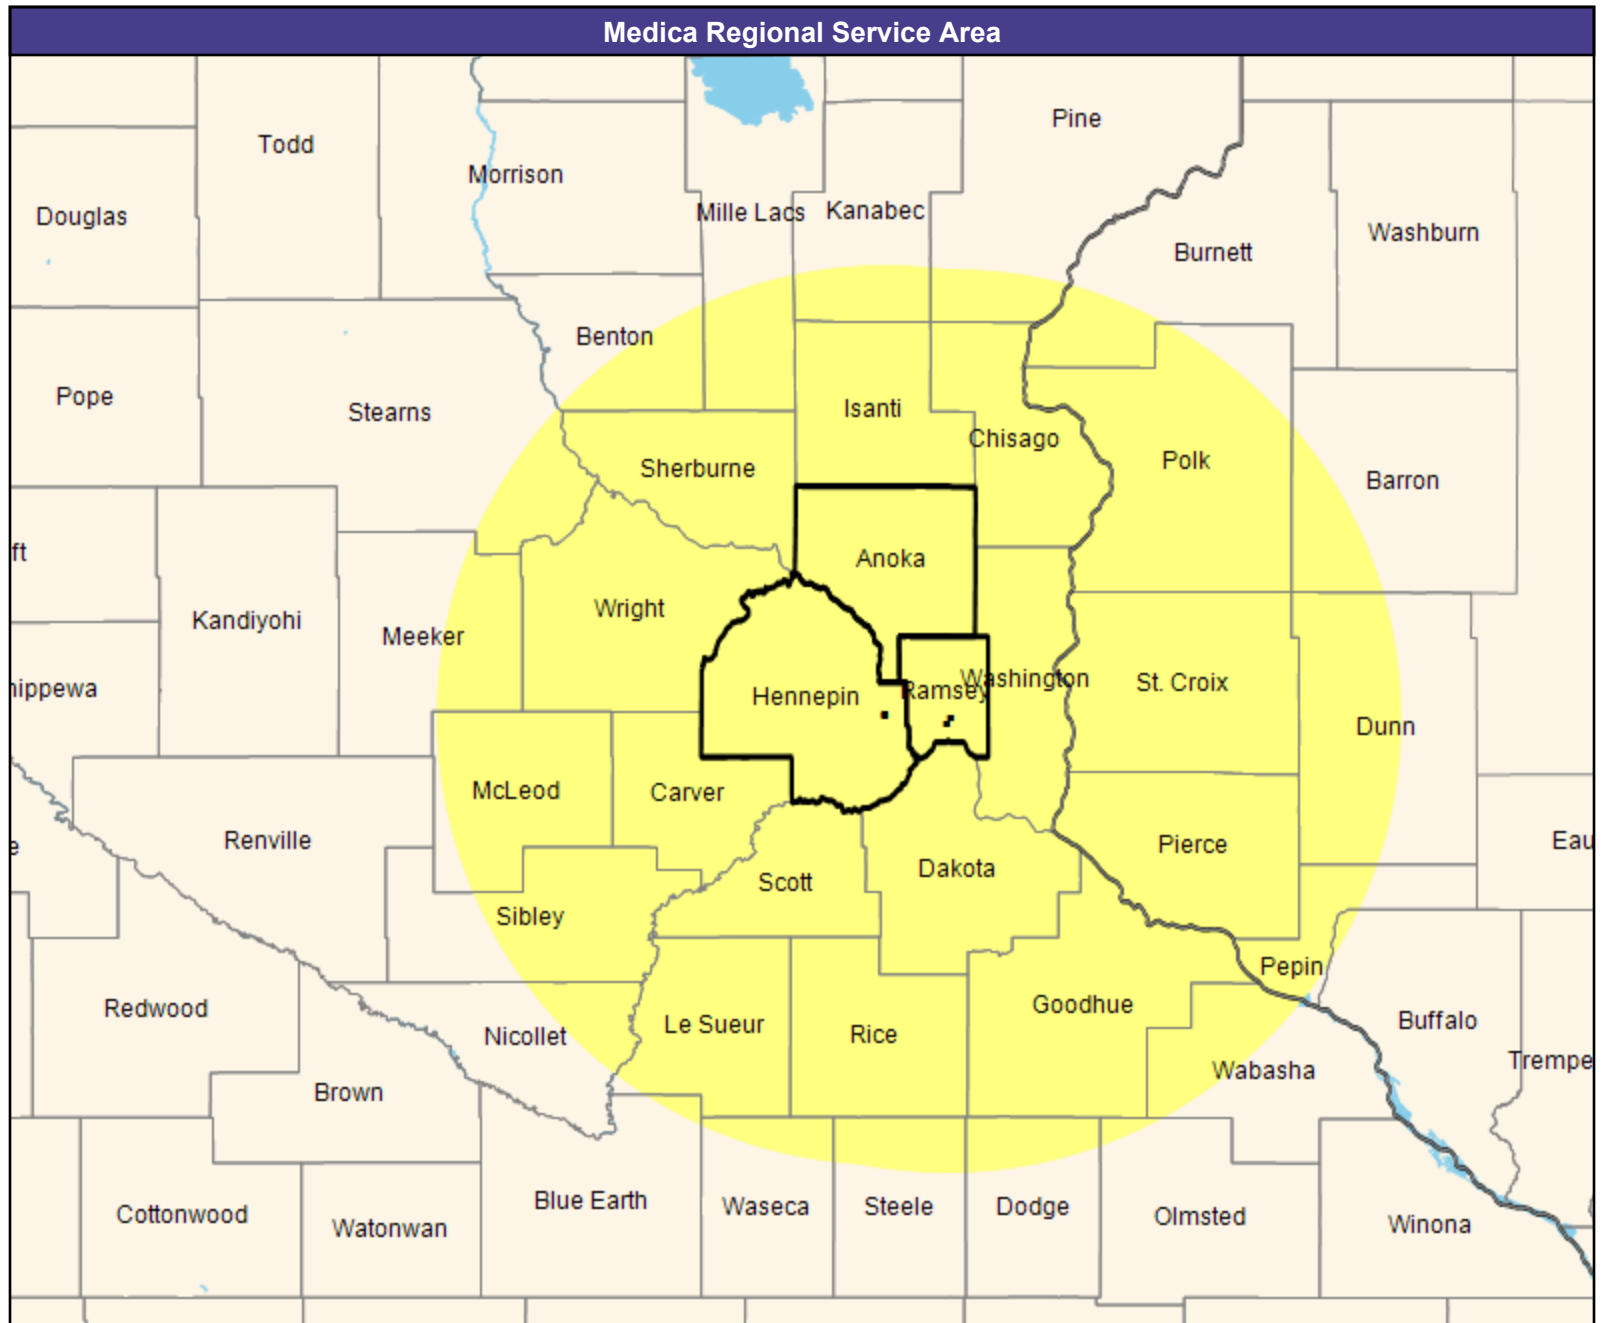 Medica Regional Service Area
Pine
Todd
Morrison
Mille Lacs
Kanabec
Douglas
Washburn
Burnett
Benton
Pope
Stearns
Isanti
Chisago
Polk
Sherburne
Barron
ft
Anoka
Wright
Kandiyohi
Meeker
Washington
St. Croix
hippewa
Hennepin
Ramsey
Dunn
McLeod
Carver
Renville
e
Eau
Pierce
Dakota
Scott
Sibley
Pepin
Redwood
Goodhue
Buffalo
Le Sueur
Rice
Nicollet
Trempe
Wabasha
Brown
Blue Earth
Waseca
Steele
Dodge
Cottonwood
Olmsted
Watonwan
Winona